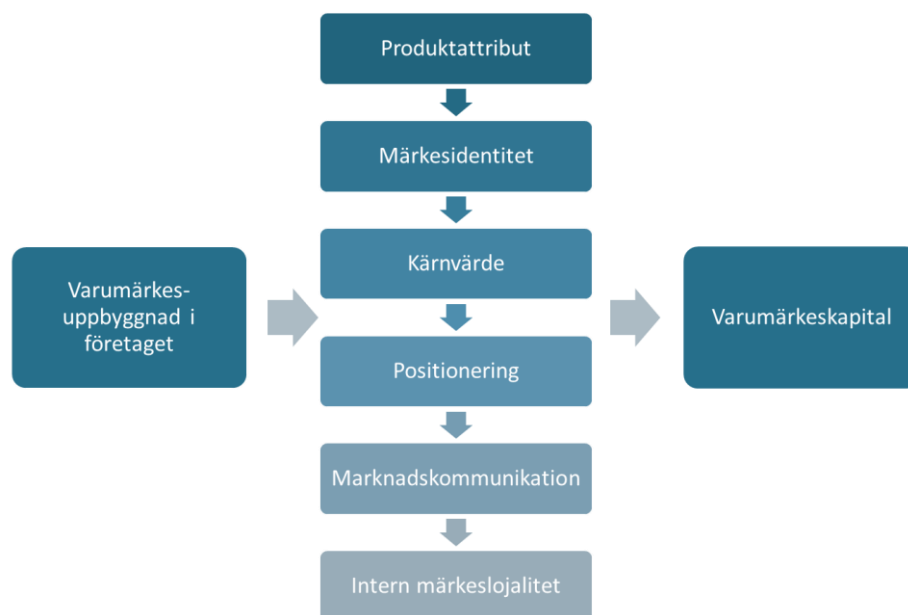 Produktattribut
Märkesidentitet
Kärnvärde
Varumärkes-
uppbyggnad i
företaget
Varumärkeskapital
Positionering
Marknadskommunikation
Intern märkeslojalitet